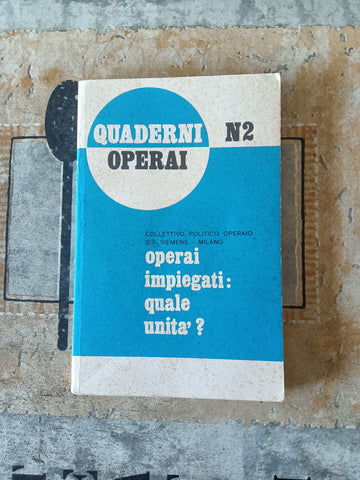 QUADERNI N2
OPERAI
COLLETTIVO POLITICO OPERAIO
SIT. SIEMENS MILANO
operai
impiegati:
quale
unita'?